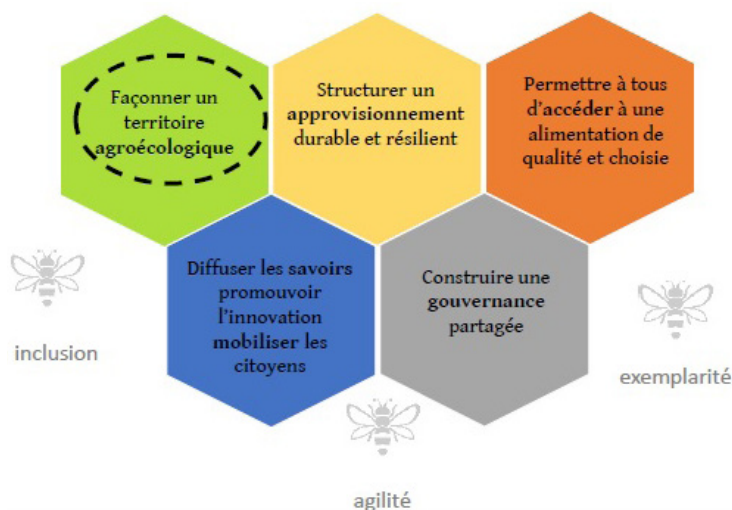 Façonner un
territoire
agroécologique
Structurer un
approvisionnement
durable et résilient
Permettre à tous
d'accéder à une
alimentation de
qualité et choisie
Diffuser les savoirs
promouvoir
l'innovation
mobiliser les
citoyens
Construire une
gouvernance
partagée
inclusion
agilité
exemplarité